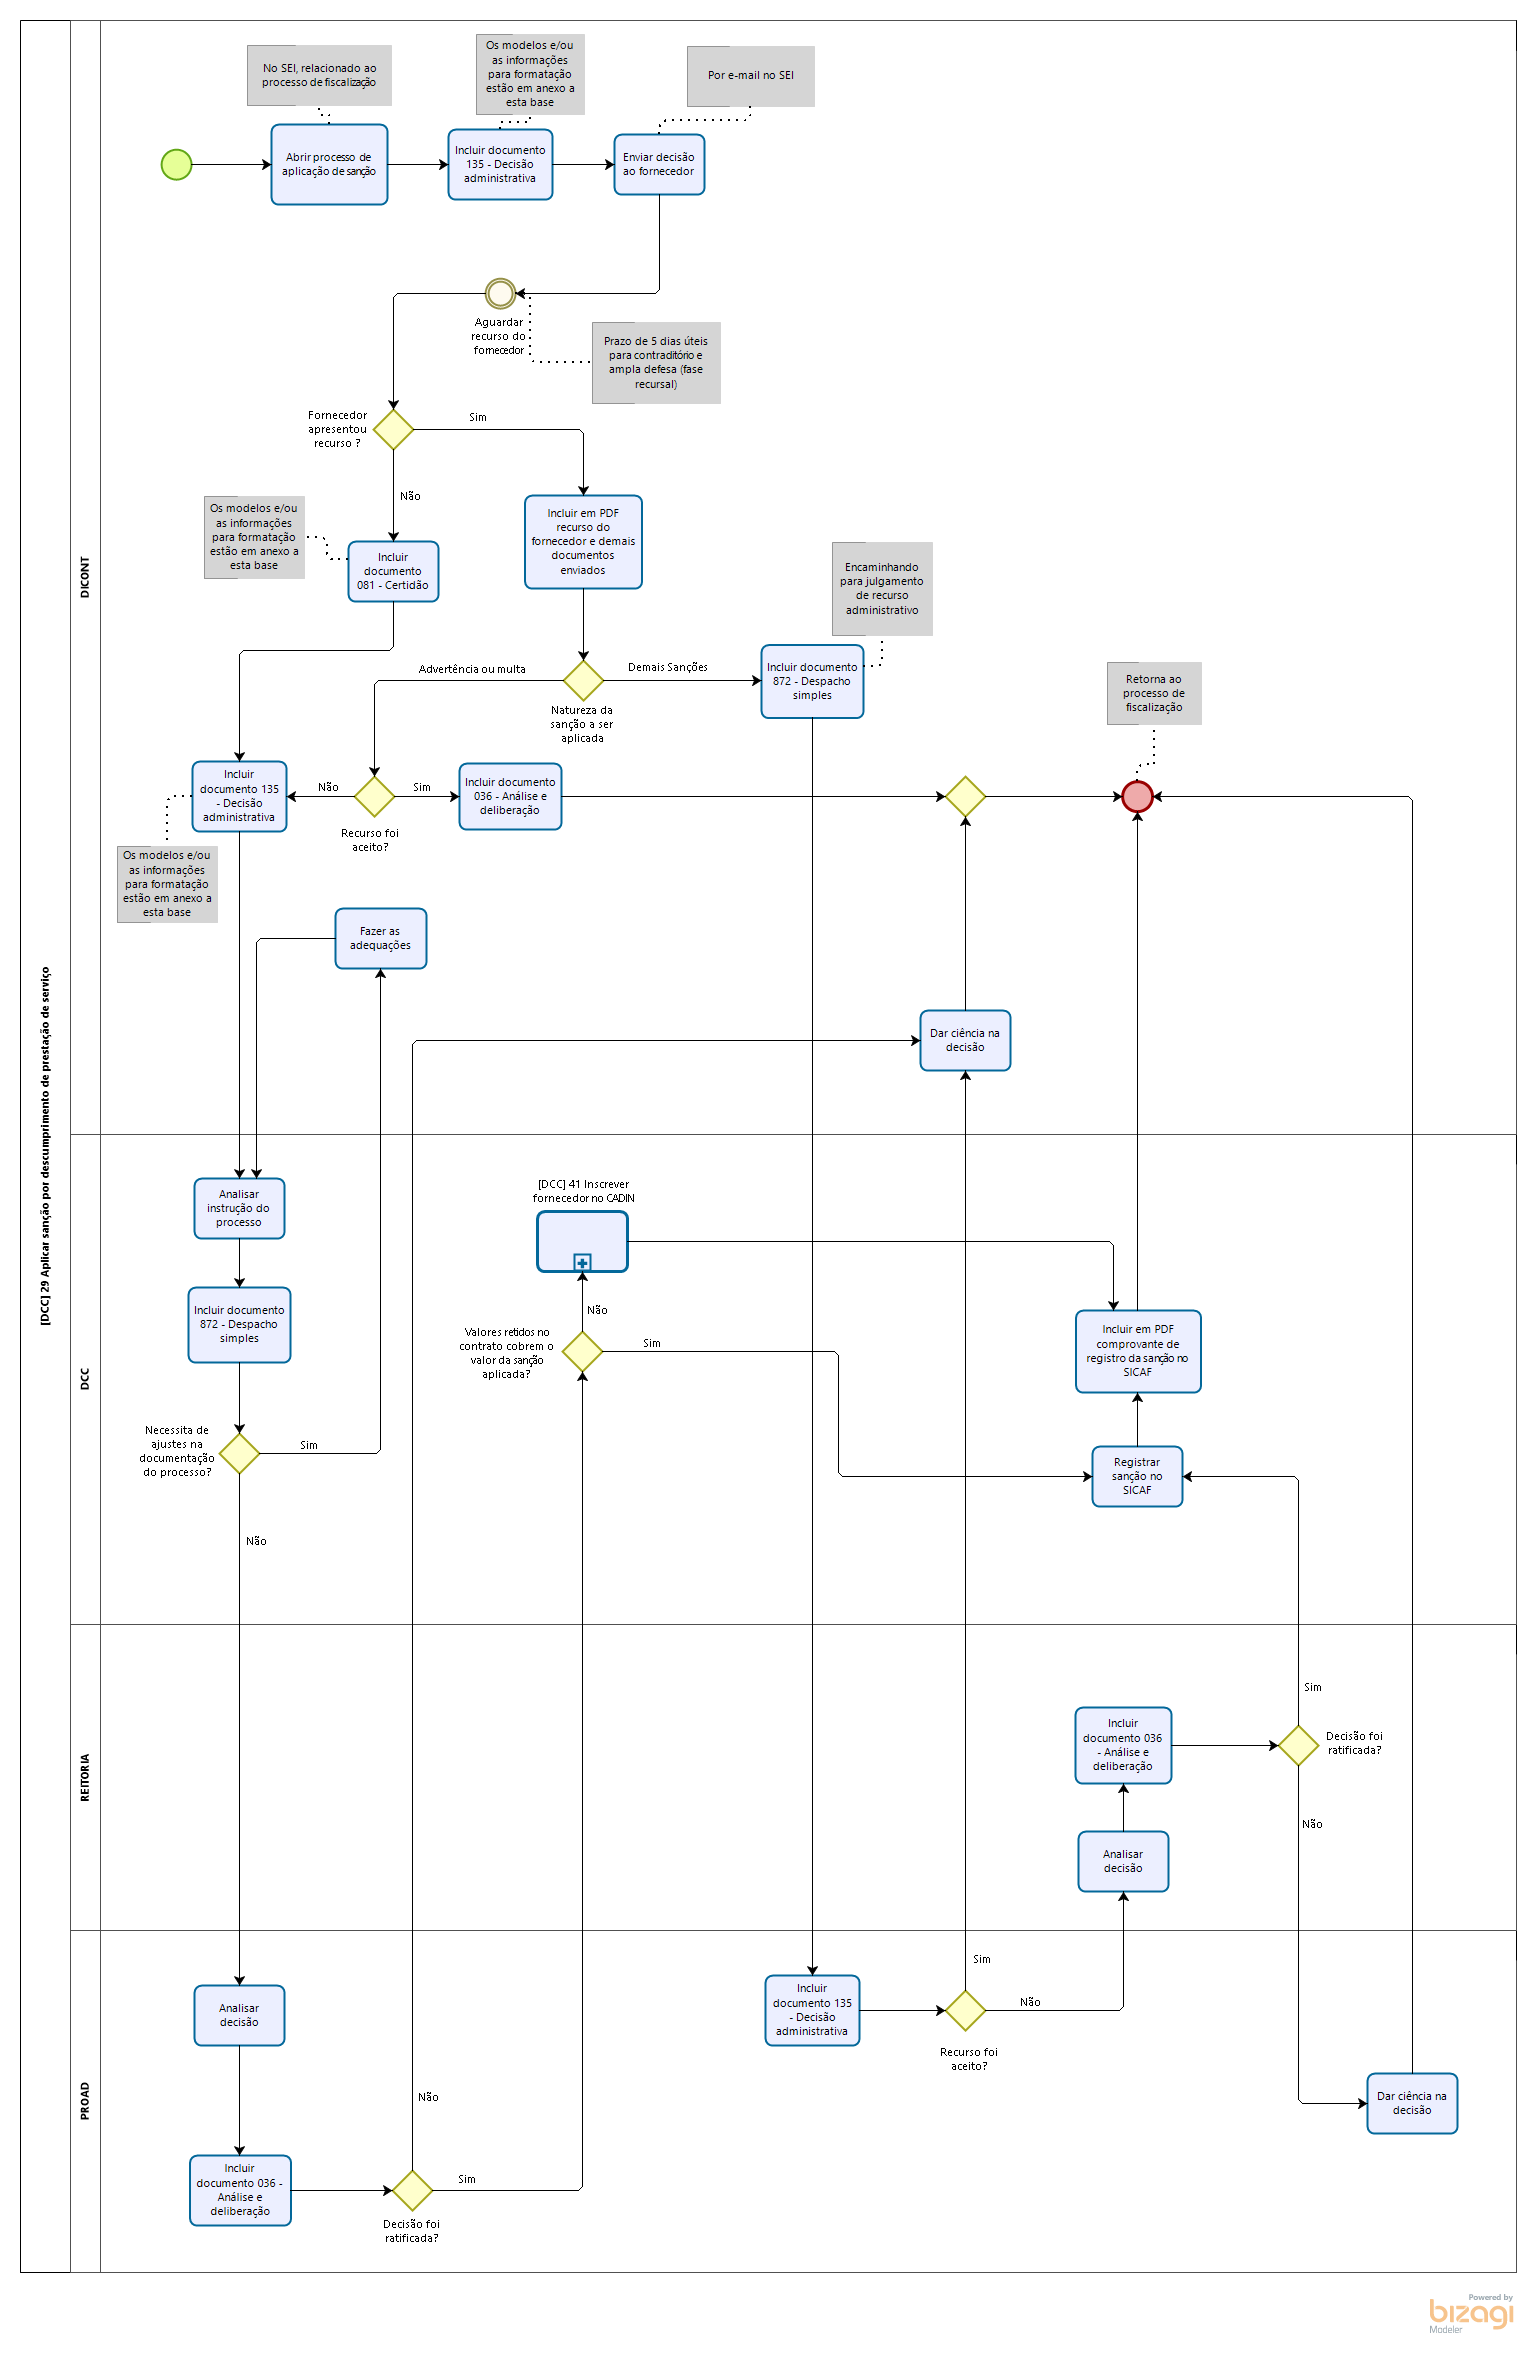 [DCC] 29 Aplicar sanção por descumprimento de prestação de serviço
DICONT
No SEI, relacionado ao
processo de fiscalização
Os modelos e/ou
as informações
para formatação
estão em anexo a
esta base
Por e-mail no SEI
Abrir processo de
aplicação de sanção
Incluir documento
135 - Decisão
administrativa
Enviar decisão
ao fornecedor
Aguardar
recurso do
fornecedor
Prazo de 5 dias úteis
para contraditório e
ampla defesa (fase
recursal)
Fornecedor
apresentou
recurso ?
Sim
Não
Os modelos e/ou
as informações
para formatação
estão em anexo a
esta base
Incluir
documento
081 - Certidão
Incluir em PDF
recurso do
fornecedor e demais
documentos
enviados
Encaminhando
para julgamento
de recurso
administrativo
Advertência ou multa
Demais Sanções
Natureza da
sanção a ser
aplicada
Incluir documento
872 - Despacho
simples
Retorna ao
processo de
fiscalização
Incluir
documento 135
- Decisão
administrativa
Não
Sim
Recurso foi
aceito?
Incluir documento
036 - Análise e
deliberação
Os modelos e/ou
as informações
para formatação
estão em anexo a
esta base
Fazer as
adequações
Dar ciência na
decisão
DCC
Analisar
instrução do
processo
[DCC] 41 Inscrever
fornecedor no CADIN
Incluir documento
872 - Despacho
simples
Não
Valores retidos no
contrato cobrem o
valor da sanção
aplicada?
Sim
Incluir em PDF
comprovante de
registro da sanção no
SICAF
Necessita de
ajustes na
documentação
do processo?
Sim
Registrar
sanção no
SICAF
Não
REITORIA
Sim
Incluir
documento 036
- Análise e
deliberação
Decisão foi
ratificada?
Não
Analisar
decisão
PROAD
Sim
Analisar
decisão
Incluir
documento 135
- Decisão
administrativa
Não
Recurso foi
aceito?
Não
Dar ciência na
decisão
Incluir
documento 036 -
Análise e
deliberação
Sim
Decisão foi
ratificada?
Powered by
bizagi
Modeler